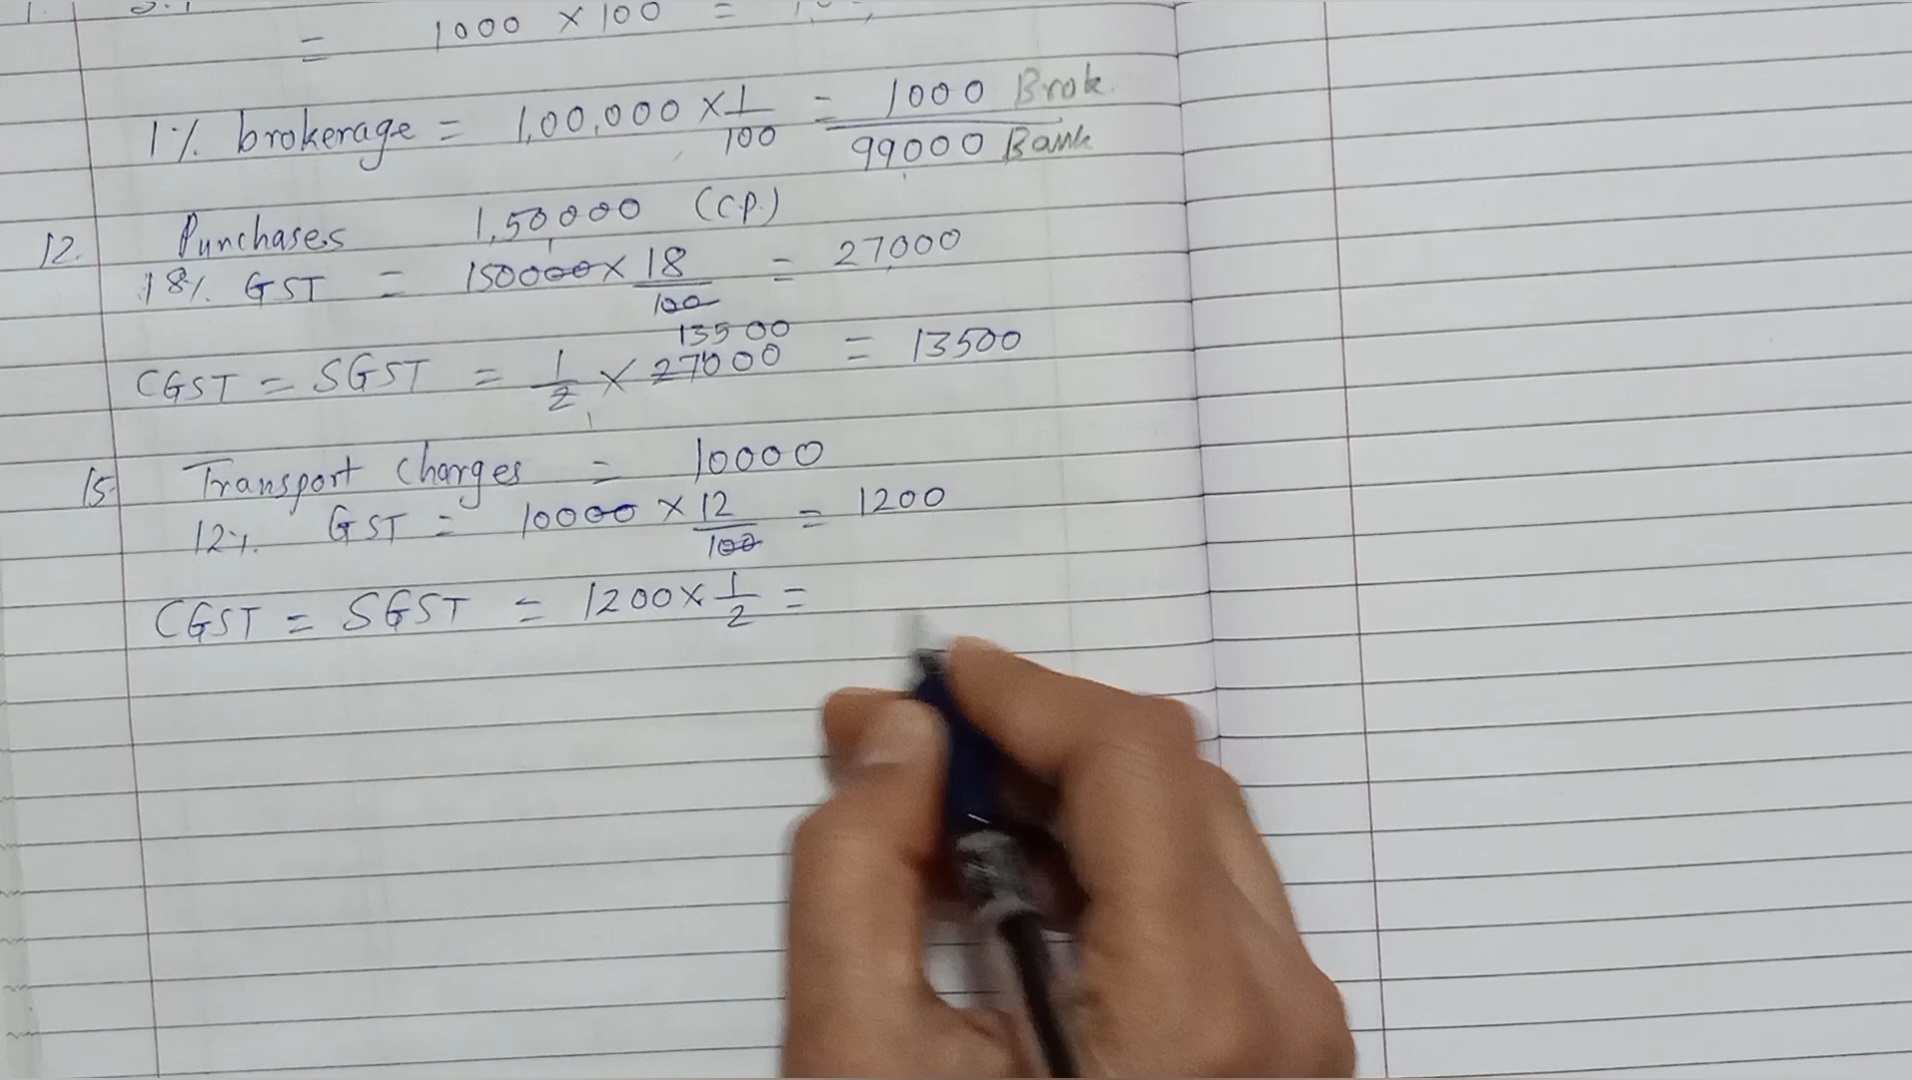 = 1000 × 100 =
1% brokerage = 1,00,000 × 1/100 = 1000 Brok.
99000 Bank
12. Purchases 1,50000 (C.P.)
18% GST = 150000 × 18/100 = 27000
13500
CGST = SGST = 1/2 × 27000 = 13500
15. Transport Charges = 10000
12%. GST = 10000 × 12/100 = 1200
CGST = SGST = 1200 × 1/2 =